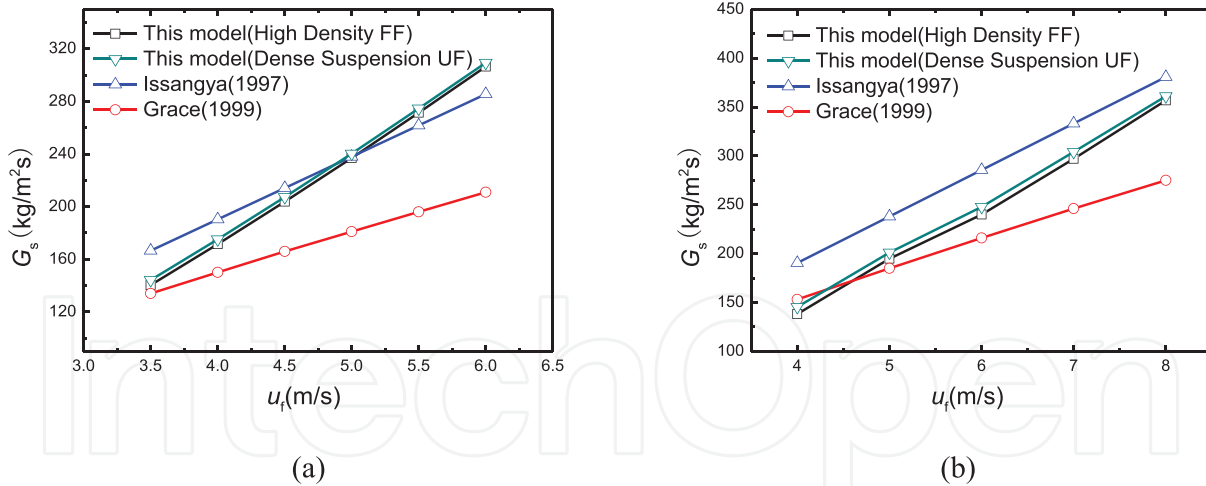 This model(High Density FF)
This model(Dense Suspension UF)
Issangya(1997)
Grace(1999)
320
280
240
200
160
120
Gs (kg/m2s)
3.0 3.5 4.0 4.5 5.0 5.5 6.0 6.5
uf(m/s)
(a)
This model(High Density FF)
This model(Dense Suspension UF)
Issangya(1997)
Grace(1999)
450
400
350
300
250
200
150
100
Gs (kg/m2s)
4 5 6 7 8
uf(m/s)
(b)
IntechOpen